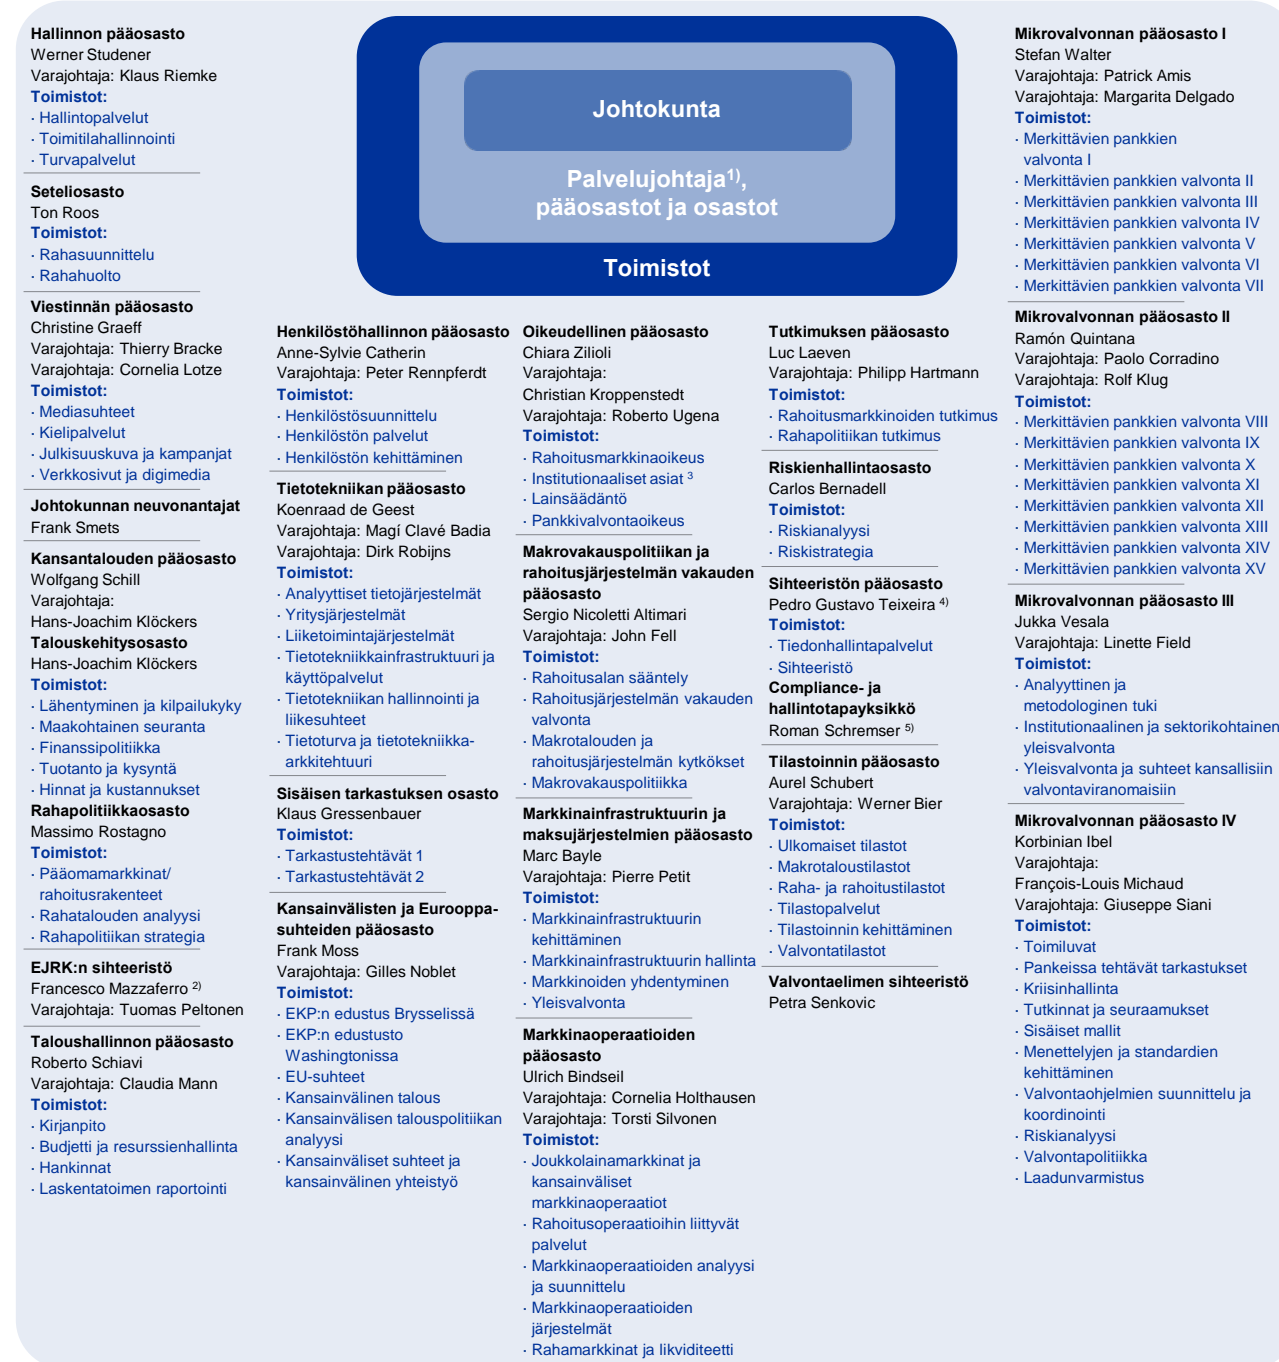 Johtokunta
Palvelujohtaja1),
pääosastot ja osastot
Toimistot
Hallinnon pääosasto
Werner Studener
Varajohtaja: Klaus Riemke
Toimistot:
· Hallintopalvelut
· Toimitilahallinnointi
· Turvapalvelut
Seteliosasto
Ton Roos
Toimistot:
· Rahasuunnittelu
· Rahahuolto
Viestinnän pääosasto
Christine Graeff
Varajohtaja: Thierry Bracke
Varajohtaja: Cornelia Lotze
Toimistot:
· Mediasuhteet
· Kielipalvelut
· Julkisuuskuva ja kampanjat
· Verkkosivut ja digimedia
Johtokunnan neuvonantajat
Frank Smets
Kansantalouden pääosasto
Wolfgang Schill
Varajohtaja:
Hans-Joachim Klöckers
Talouskehitysosasto
Hans-Joachim Klöckers
Toimistot:
· Lähentyminen ja kilpailukyky
· Maakohtainen seuranta
· Finanssipolitiikka
· Tuotanto ja kysyntä
· Hinnat ja kustannukset
Rahapolitiikkaosasto
Massimo Rostagno
Toimistot:
· Pääomamarkkinat/
rahoitusrakenteet
· Rahatalouden analyysi
· Rahapolitiikan strategia
EJRK:n sihteeristö
Francesco Mazzaferro 2)
Varajohtaja: Tuomas Peltonen
Taloushallinnon pääosasto
Roberto Schiavi
Varajohtaja: Claudia Mann
Toimistot:
· Kirjanpito
· Budjetti ja resurssienhallinta
· Hankinnat
· Laskentatoimen raportointi
Henkilöstöhallinnon pääosasto
Anne-Sylvie Catherin
Varajohtaja: Peter Rennpferdt
Toimistot:
· Henkilöstösuunnittelu
· Henkilöstön palvelut
· Henkilöstön kehittäminen
Tietotekniikan pääosasto
Koenraad de Geest
Varajohtaja: Magí Clavé Badia
Varajohtaja: Dirk Robijns
Toimistot:
· Analyyttiset tietojärjestelmät
· Yritysjärjestelmät
· Liiketoimintajärjestelmät
· Tietotekniikkainfrastruktuuri ja
käyttöpalvelut
· Tietotekniikan hallinnointi ja
liikesuhteet
· Tietoturva ja tietotekniikka-
arkkitehtuuri
Sisäisen tarkastuksen osasto
Klaus Gressenbauer
Toimistot:
· Tarkastustehtävät 1
· Tarkastustehtävät 2
Kansainvälisten ja Eurooppa-
suhteiden pääosasto
Frank Moss
Varajohtaja: Gilles Noblet
Toimistot:
· EKP:n edustus Brysselissä
· EKP:n edustusto
Washingtonissa
· EU-suhteet
· Kansainvälinen talous
· Kansainvälisen talouspolitiikan
analyysi
· Kansainväliset suhteet ja
kansainvälinen yhteistyö
Oikeudellinen pääosasto
Chiara Zilioli
Varajohtaja:
Christian Kroppenstedt
Varajohtaja: Roberto Ugena
Toimistot:
· Rahoitusmarkkinaoikeus
· Institutionaaliset asiat 3
· Lainsäädäntö
· Pankkivalvontaoikeus
Makrovakauspolitiikan ja
rahoitusjärjestelmän vakauden
pääosasto
Sergio Nicoletti Altimari
Varajohtaja: John Fell
Toimistot:
· Rahoitusalan sääntely
· Rahoitusjärjestelmän vakauden
valvonta
· Makrotalouden ja
rahoitusjärjestelmän kytkökset
· Makrovakauspolitiikka
Markkinainfrastruktuurin ja
maksujärjestelmien pääosasto
Marc Bayle
Varajohtaja: Pierre Petit
Toimistot:
· Markkinainfrastruktuurin
kehittäminen
· Markkinainfrastruktuurin hallinta
· Markkinoiden yhdentyminen
· Yleisvalvonta
Markkinaoperaatioiden
pääosasto
Ulrich Bindseil
Varajohtaja: Cornelia Holthausen
Varajohtaja: Torsti Silvonen
Toimistot:
· Joukkolainamarkkinat ja
kansainväliset
markkinaoperaatiot
· Rahoitusoperaatioihin liittyvät
palvelut
· Markkinaoperaatioiden analyysi
ja suunnittelu
· Markkinaoperaatioiden
järjestelmät
· Rahamarkkinat ja likviditeetti
Tutkimuksen pääosasto
Luc Laeven
Varajohtaja: Philipp Hartmann
Toimistot:
· Rahoitusmarkkinoiden tutkimus
· Rahapolitiikan tutkimus
Riskienhallintaosasto
Carlos Bernadell
Toimistot:
· Riskianalyysi
· Riskistrategia
Sihteeristön pääosasto
Pedro Gustavo Teixeira 4)
Toimistot:
· Tiedonhallintapalvelut
· Sihteeristö
Compliance- ja
hallintotapayksikkö
Roman Schremser 5)
Tilastoinnin pääosasto
Aurel Schubert
Varajohtaja: Werner Bier
Toimistot:
· Ulkomaiset tilastot
· Makrotaloustilastot
· Raha- ja rahoitustilastot
· Tilastopalvelut
· Tilastoinnin kehittäminen
· Valvontatilastot
Valvontaelimen sihteeristö
Petra Senkovic
Mikrovalvonnan pääosasto I
Stefan Walter
Varajohtaja: Patrick Amis
Varajohtaja: Margarita Delgado
Toimistot:
· Merkittävien pankkien
valvonta I
· Merkittävien pankkien valvonta II
· Merkittävien pankkien valvonta III
· Merkittävien pankkien valvonta IV
· Merkittävien pankkien valvonta V
· Merkittävien pankkien valvonta VI
· Merkittävien pankkien valvonta VII
Mikrovalvonnan pääosasto II
Ramón Quintana
Varajohtaja: Paolo Corradino
Varajohtaja: Rolf Klug
Toimistot:
· Merkittävien pankkien valvonta VIII
· Merkittävien pankkien valvonta IX
· Merkittävien pankkien valvonta X
· Merkittävien pankkien valvonta XI
· Merkittävien pankkien valvonta XII
· Merkittävien pankkien valvonta XIII
· Merkittävien pankkien valvonta XIV
· Merkittävien pankkien valvonta XV
Mikrovalvonnan pääosasto III
Jukka Vesala
Varajohtaja: Linette Field
Toimistot:
· Analyyttinen ja
metodologinen tuki
· Institutionaalinen ja sektorikohtainen
yleisvalvonta
· Yleisvalvonta ja suhteet kansallisiin
valvontaviranomaisiin
Mikrovalvonnan pääosasto IV
Korbinian Ibel
Varajohtaja:
François-Louis Michaud
Varajohtaja: Giuseppe Siani
Toimistot:
· Toimiluvat
· Pankeissa tehtävät tarkastukset
· Kriisinhallinta
· Tutkinnat ja seuraamukset
· Sisäiset mallit
· Menettelyjen ja standardien
kehittäminen
· Valvontaohjelmien suunnittelu ja
koordinointi
· Riskianalyysi
· Valvontapolitiikka
· Laadunvarmistus